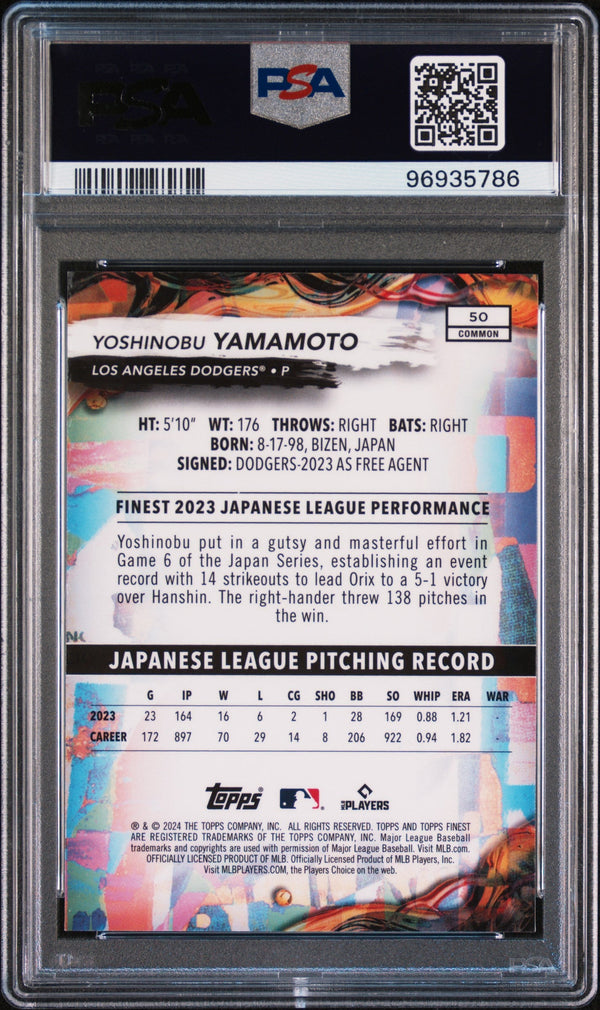 PSA
PSA
96935786
50
COMMON
YOSHINOBU YAMAMOTO
LOS ANGELES DODGERS® • P
HT: 5'10" WT: 176 THROWS: RIGHT BATS: RIGHT
BORN: 8-17-98, BIZEN, JAPAN
SIGNED: DODGERS-2023 AS FREE AGENT
FINEST 2023 JAPANESE LEAGUE PERFORMANCE
Yoshinobu put in a gutsy and masterful effort in
Game 6 of the Japan Series, establishing an event
record with 14 strikeouts to lead Orix to a 5-1 victory
over Hanshin. The right-hander threw 138 pitches in
the win.
JAPANESE LEAGUE PITCHING RECORD
G IP W L CG SHO BB SO WHIP ERA WAR
2023 23 164 16 6 2 1 28 169 0.88 1.21
CAREER 172 897 70 29 14 8 206 922 0.94 1.82
Topps MLB PLAYERS
® & © 2024 THE TOPPS COMPANY, INC. ALL RIGHTS RESERVED. TOPPS AND TOPPS FINEST
ARE REGISTERED TRADEMARKS OF THE TOPPS COMPANY, INC. Major League Baseball
trademarks and copyrights are used with permission of Major League Baseball. Visit MLB.com.
OFFICIALLY LICENSED PRODUCT OF MLB. Officially Licensed Product of MLB Players, Inc.
Visit MLBPLAYERS.COM, the Players Choice on the web.
PSA